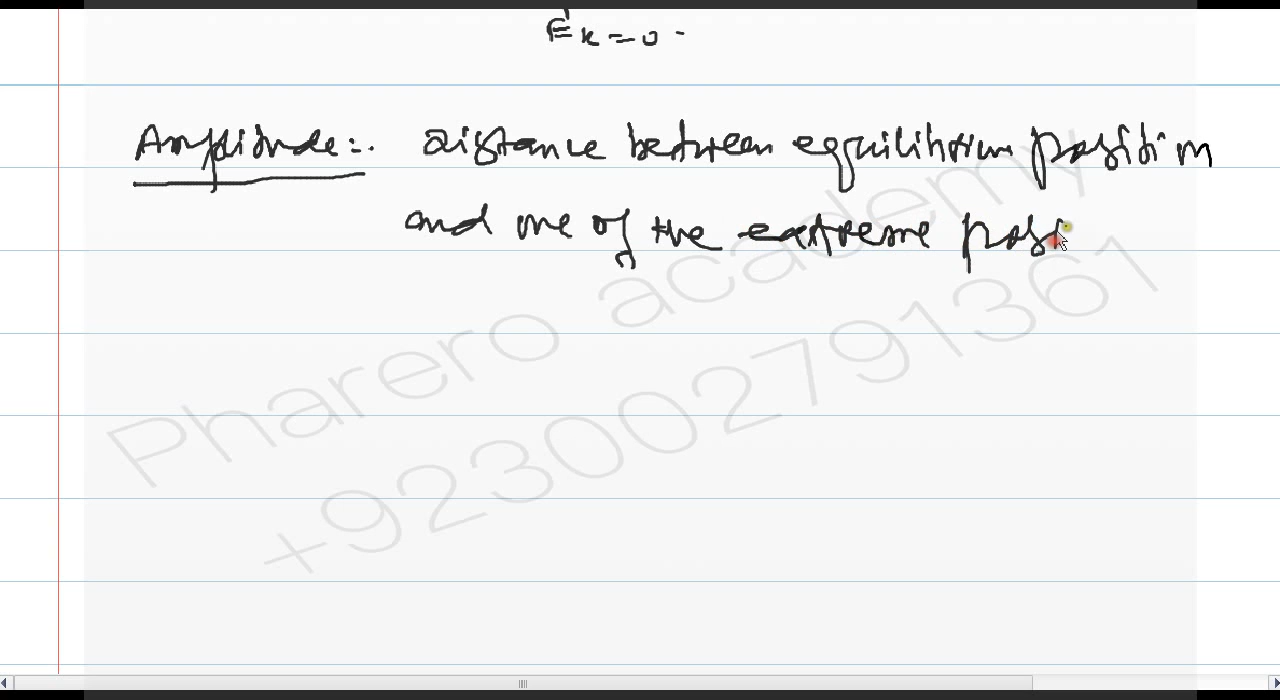 Ek=0.
Amplitude:. distance between equilibrium position
and one of the extreme pos
Pharero academy
+923002791361